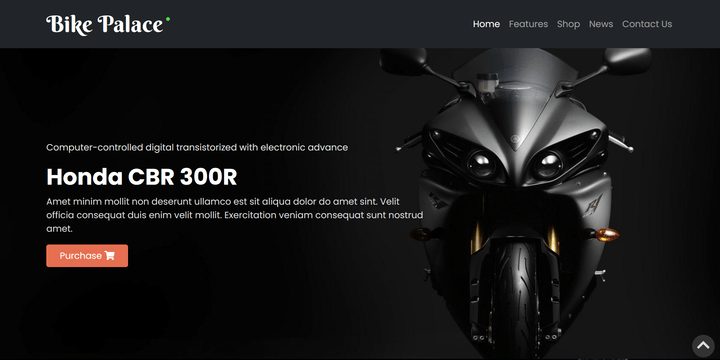 Bike Palace
Home Features Shop News Contact Us
Computer-controlled digital transistorized with electronic advance
Honda CBR 300R
Amet minim mollit non deserunt ullamco est sit aliqua dolor do amet sint. Velit
officia consequat duis enim velit mollit. Exercitation veniam consequat sunt nostrud
amet.
Purchase